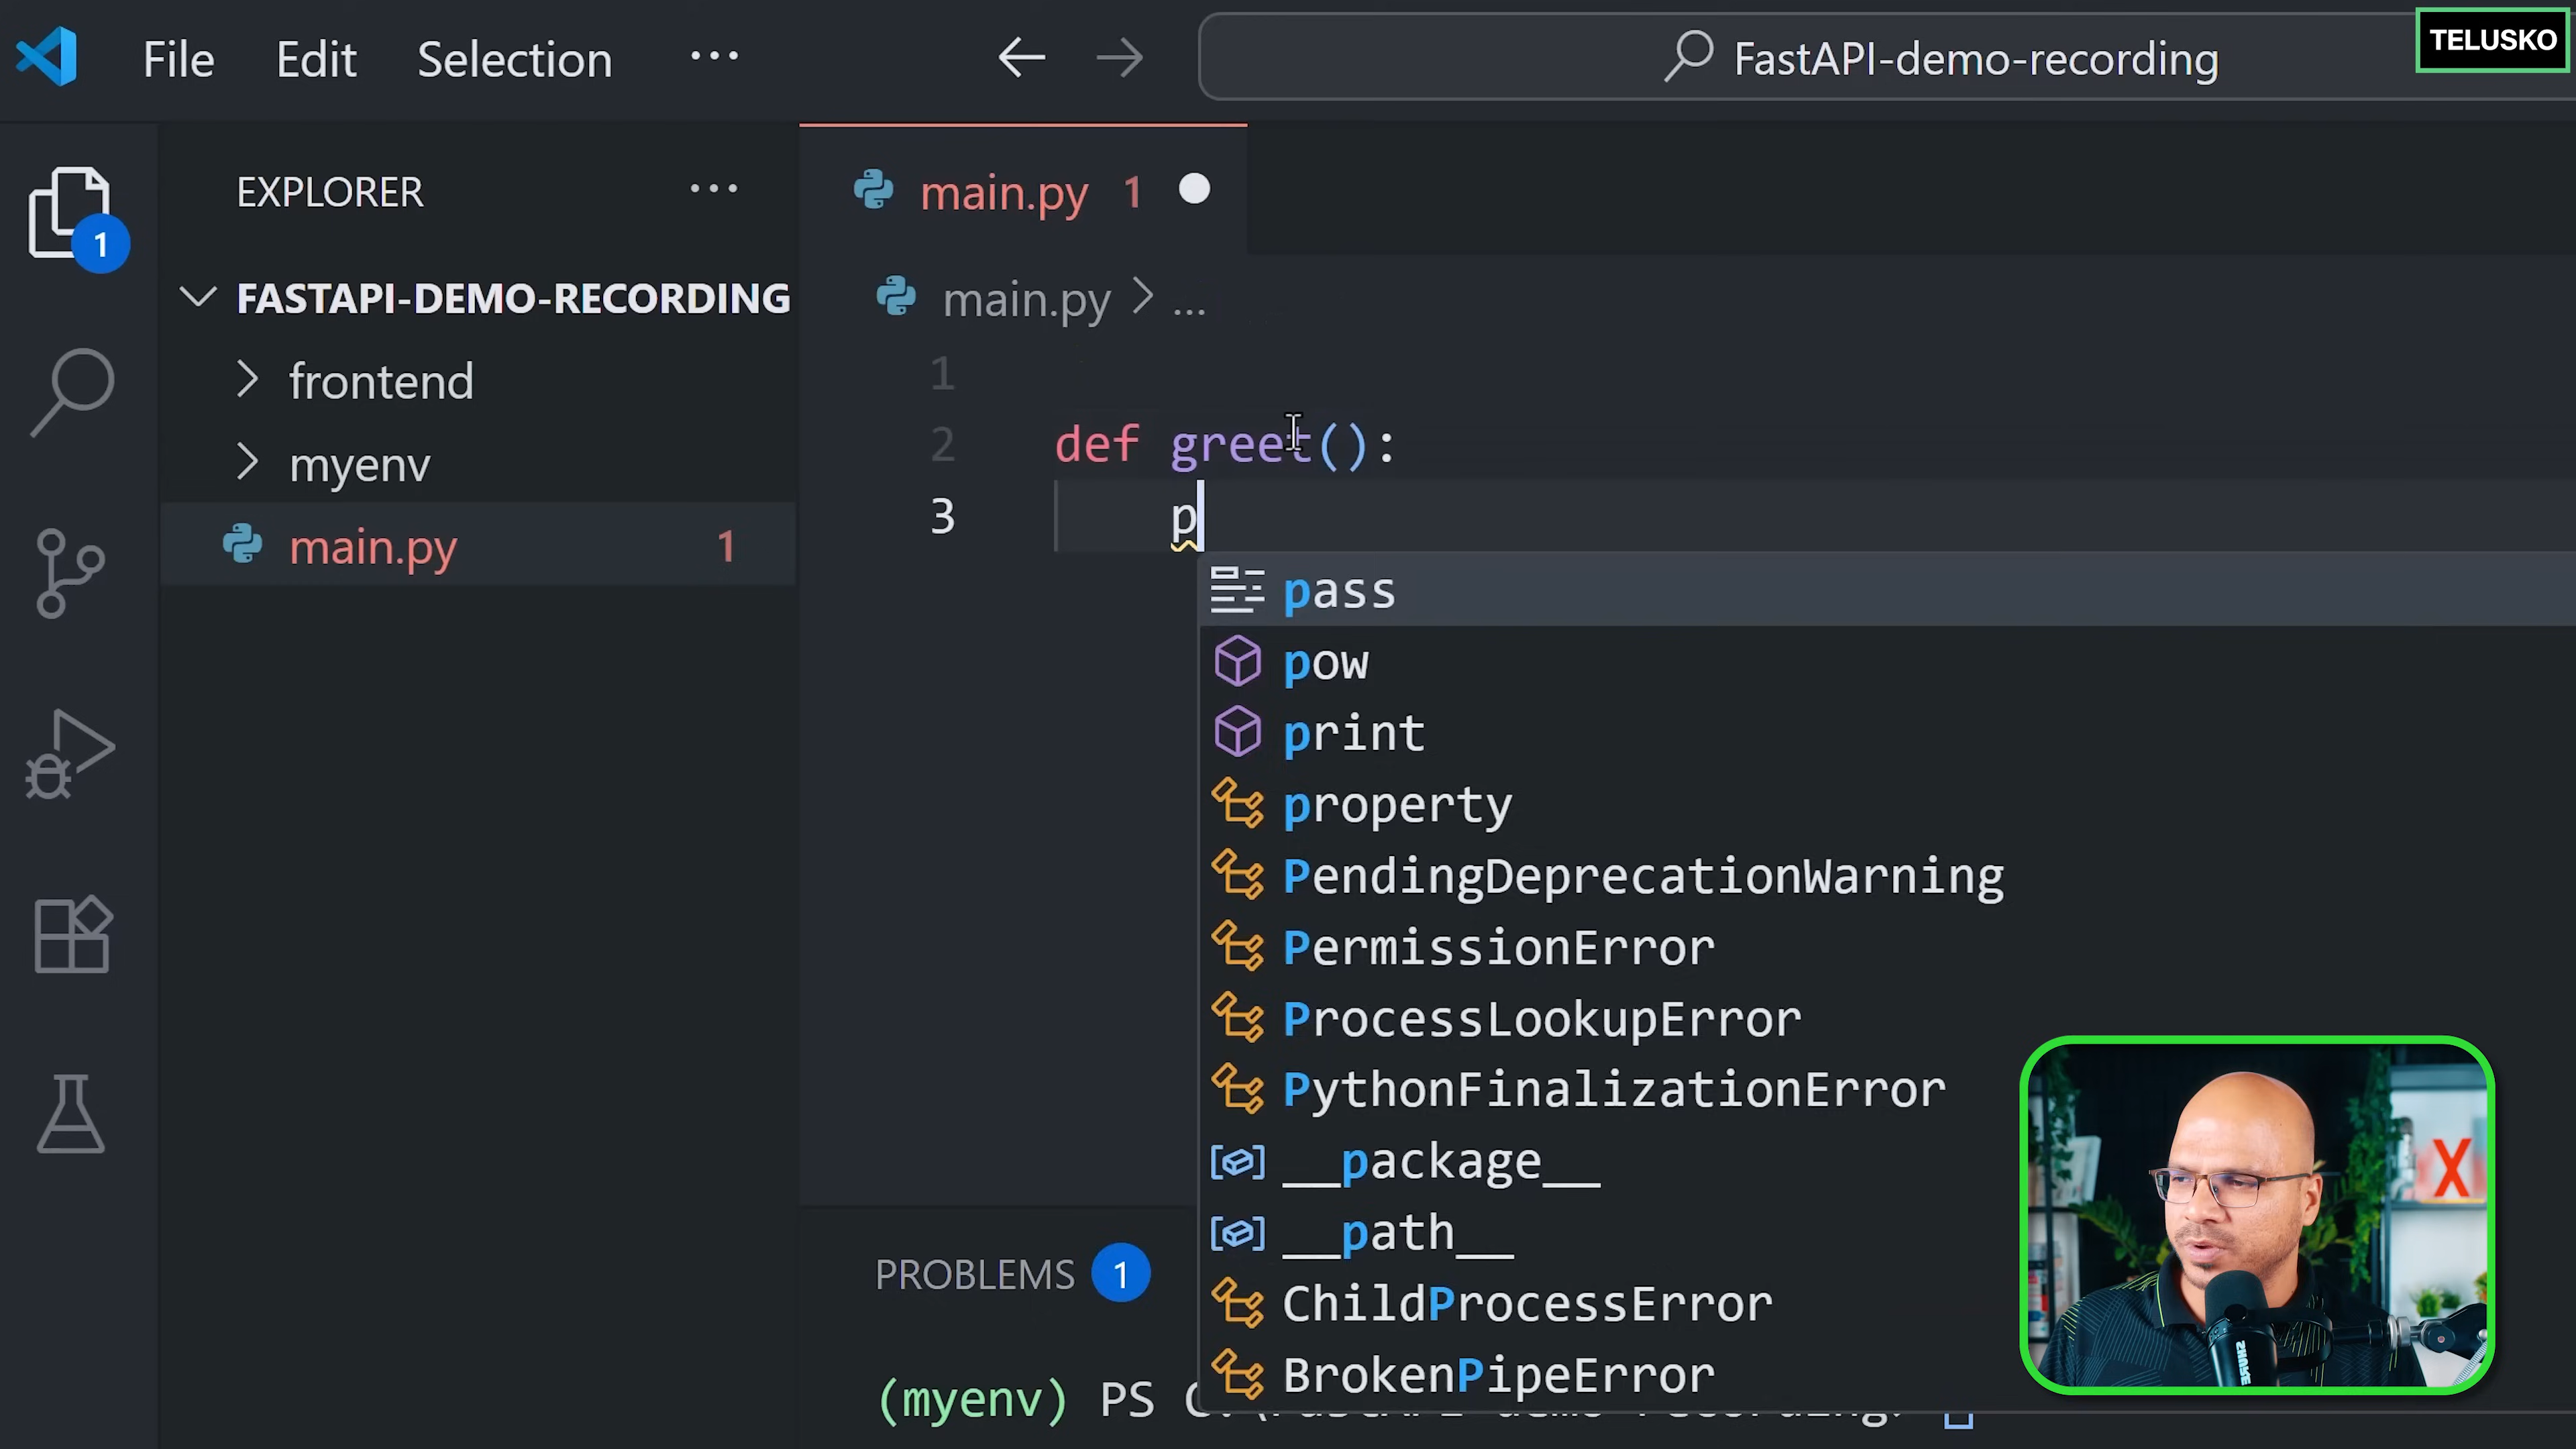 File Edit Selection ...
FastAPI-demo-recording
TELUSKO
EXPLORER ...
1
FASTAPI-DEMO-RECORDING
frontend
myenv
main.py 1
main.py 1
main.py > ...
1
2 def greet():
3 p
pass
pow
print
property
PendingDeprecationWarning
PermissionError
ProcessLookupError
PythonFinalizationError
__package__
__path__
ChildProcessError
BrokenPipeError
PROBLEMS 1
(myenv) PS
X
SHURE